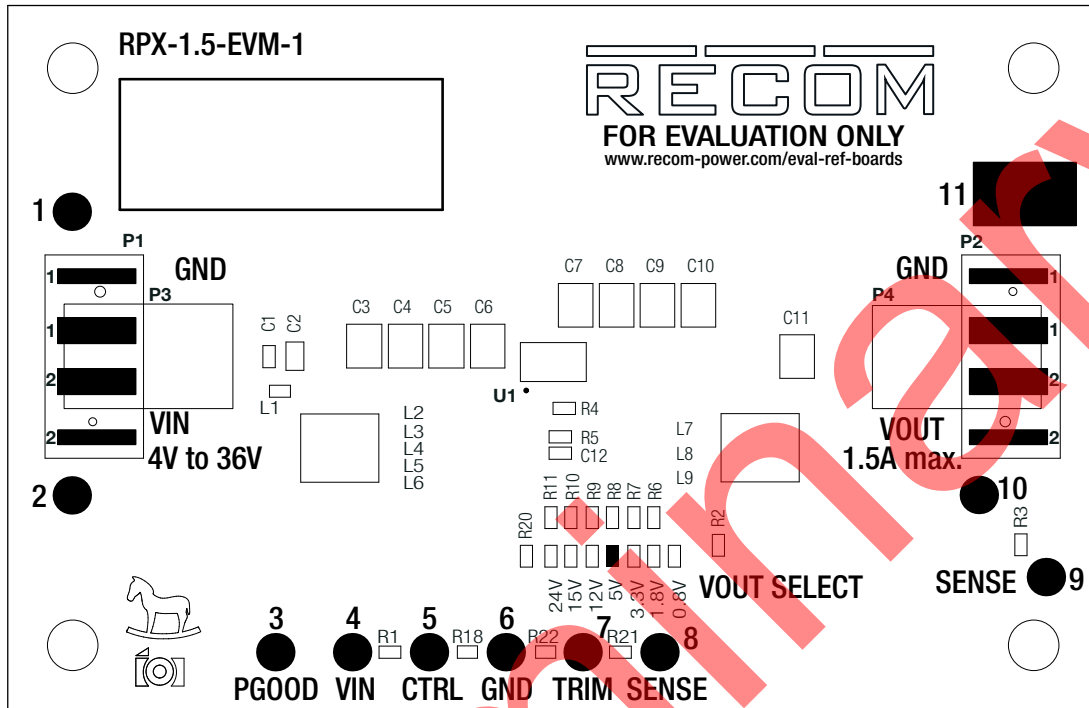 RPX-1.5-EVM-1
RECOM
FOR EVALUATION ONLY
www.recom-power.com/eval-ref-boards
1
11
P1
P2
GND
GND
1
1
P3
P4
C7 C8 C9 C10
C3 C4 C5 C6
C1 C2
C11
1
1
2
2
U1
L1
R4
L2
L3
L4
L5
L6
R5
C12
L7
L8
L9
VIN
4V to 36V
2
VOUT
1.5A max.
2
2
10
R20 R11 R10 R9 R8 R7 R6
R2
R3
24V 15V 12V 5V 3.3V 1.8V 0.8V
VOUT SELECT
SENSE
9
3 4 5 6 7 8
R1 R18 R22 R21
PGOOD VIN CTRL GND TRIM SENSE